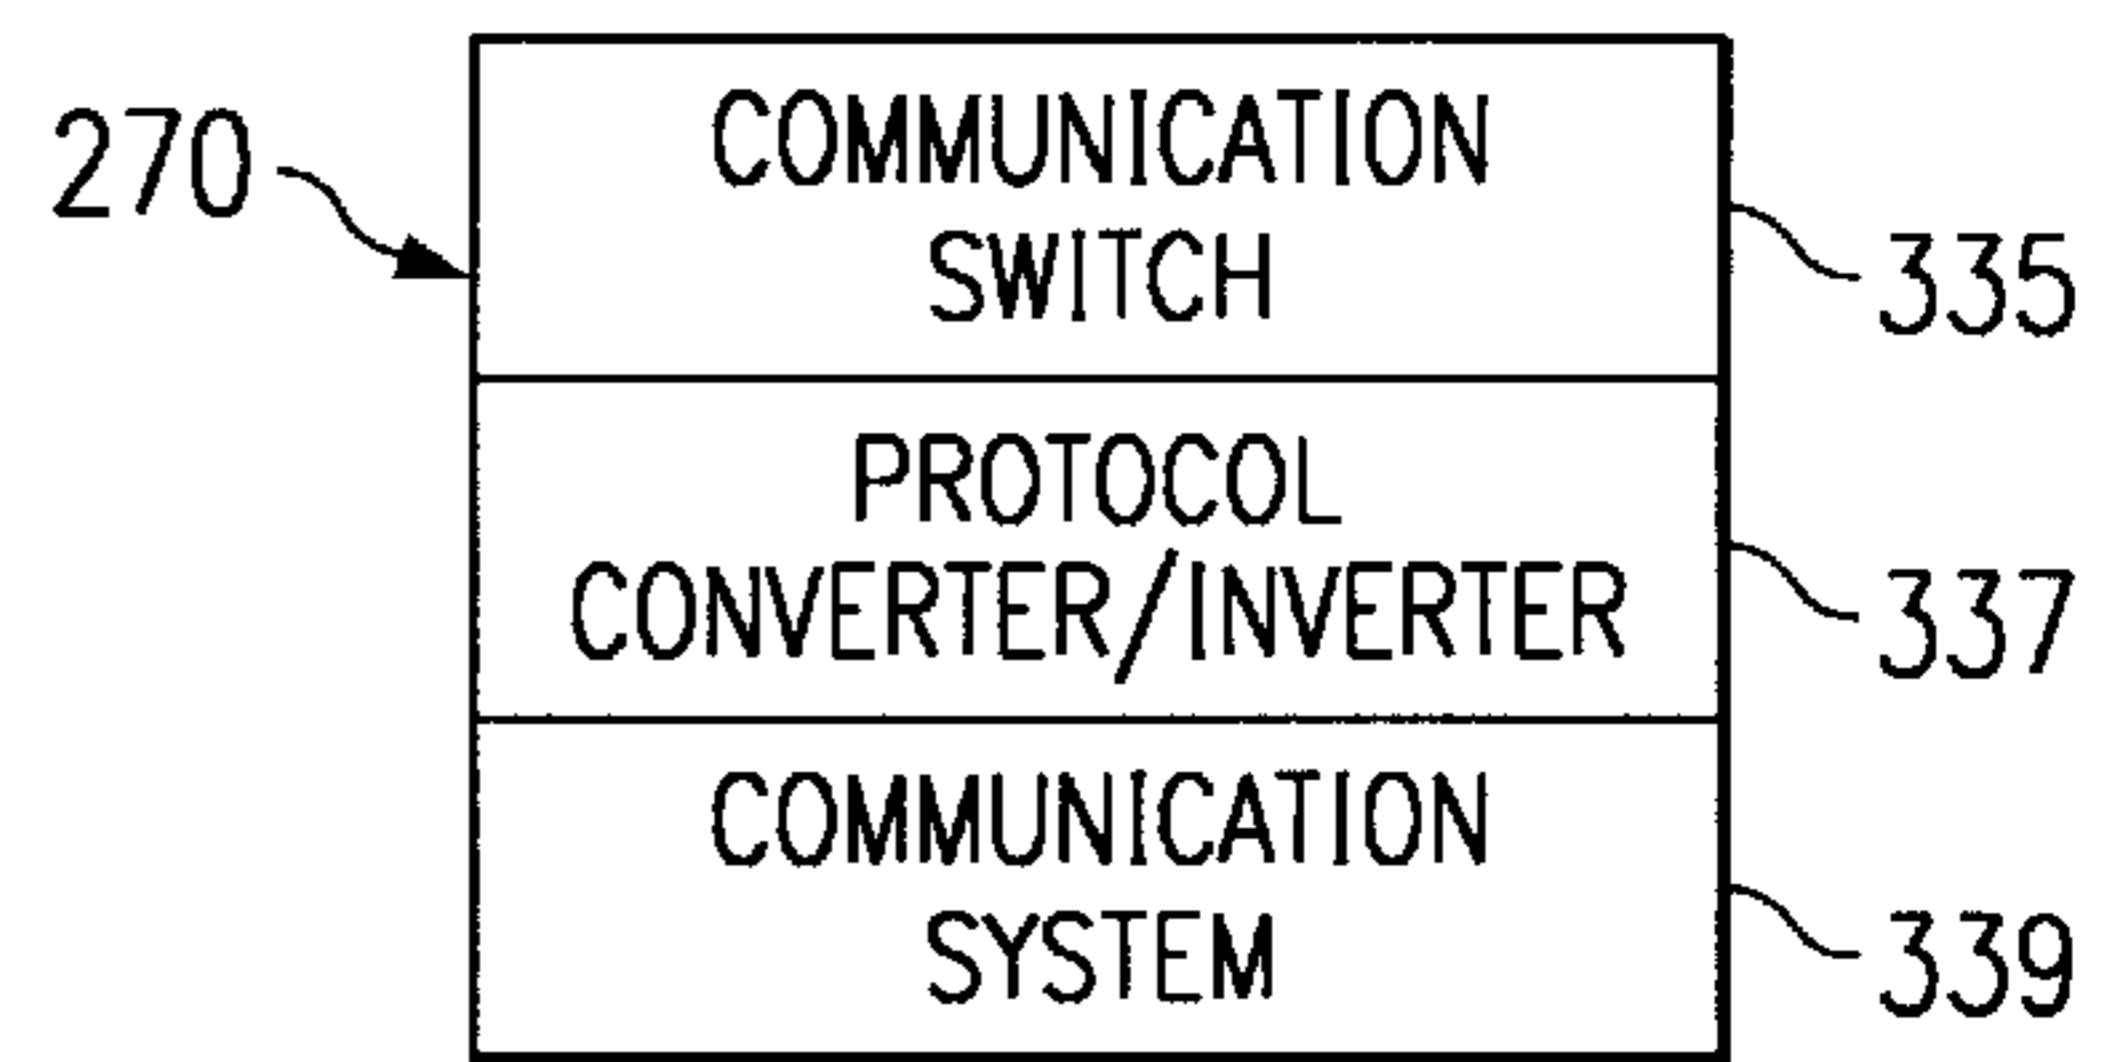 270
COMMUNICATION
SWITCH
335
PROTOCOL
CONVERTER/INVERTER
337
COMMUNICATION
SYSTEM
339